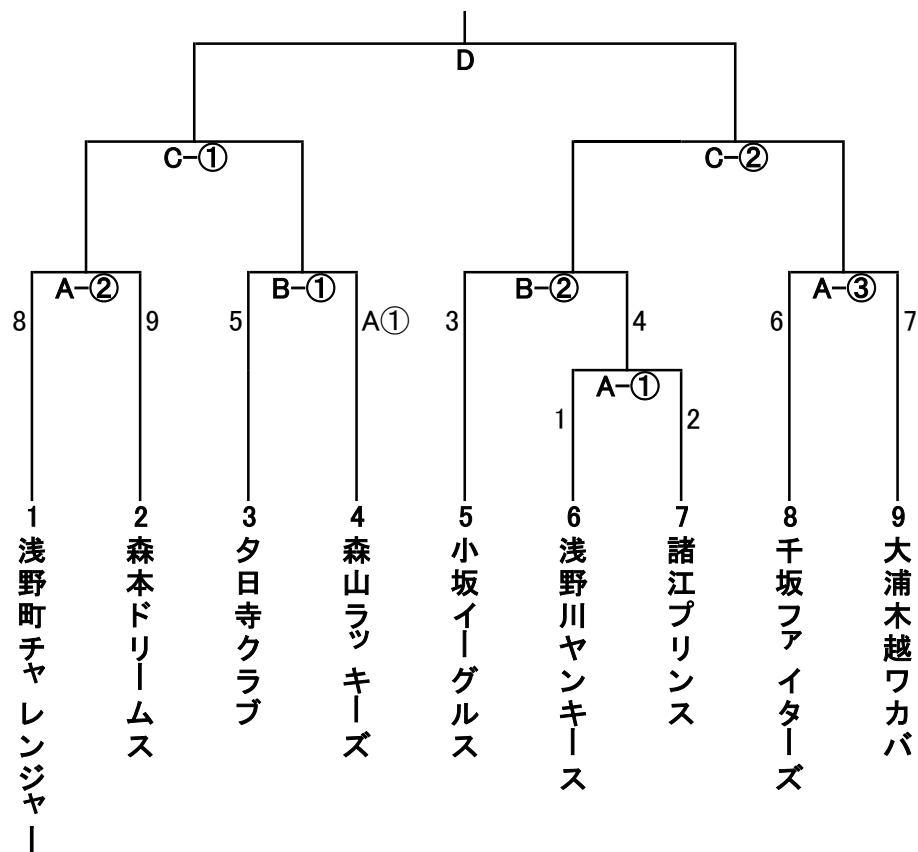 D
C-① C-②
A-② B-① B-② A-③
8 9 5 A① 3 4 6 7
A-①
1 2
1 2 3 4 5 6 7 8 9
浅野町チャレンジャー
森本ドリームス
夕日寺クラブ
森山ラッキーズ
小坂イーグルス
浅野川ヤンキース
諸江プリンス
千坂ファイターズ
大浦木越ワカバ